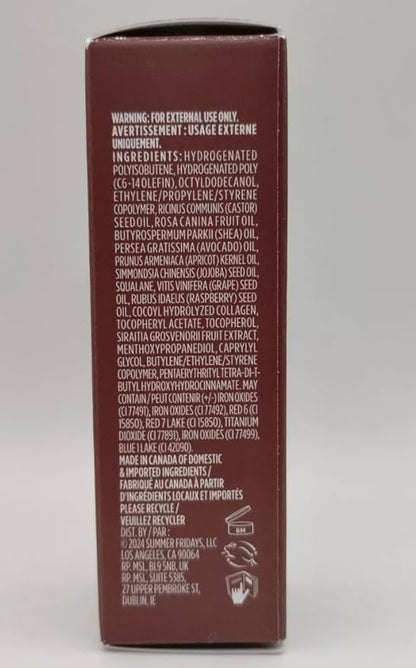 WARNING: FOR EXTERNAL USE ONLY.
AVERTISSEMENT : USAGE EXTERNE
UNIQUEMENT.
INGREDIENTS: HYDROGENATED
POLYISOBUTENE, HYDROGENATED POLY
(C6-14 OLEFIN), OCTYLDODECANOL,
ETHYLENE/PROPYLENE/STYRENE
COPOLYMER, RICINUS COMMUNIS (CASTOR)
SEED OIL, ROSA CANINA FRUIT OIL,
BUTYROSPERMUM PARKII (SHEA) OIL,
PERSEA GRATISSIMA (AVOCADO) OIL,
PRUNUS ARMENIACA (APRICOT) KERNEL OIL,
SIMMONDSIA CHINENSIS (JOJOBA) SEED OIL,
SQUALANE, VITIS VINIFERA (GRAPE) SEED
OIL, RUBUS IDAEUS (RASPBERRY) SEED
OIL, COCOYL HYDROLYZED COLLAGEN,
TOCOPHERYL ACETATE, TOCOPHEROL,
SIRAITIA GROSVENORII FRUIT EXTRACT,
MENTHOXYPROPANEDIOL, CAPRYLYL
GLYCOL, BUTYLENE/ETHYLENE/STYRENE
COPOLYMER, PENTAERYTHRITYL TETRA-DI-T-
BUTYL HYDROXYHYDROCINNAMATE. MAY
CONTAIN / PEUT CONTENIR (+/-) IRON OXIDES
(CI 77491), IRON OXIDES (CI 77492), RED 6 (CI
15850), RED 7 LAKE (CI 15850), TITANIUM
DIOXIDE (CI 77891), IRON OXIDES (CI 77499),
BLUE 1 LAKE (CI 42090).
MADE IN CANADA OF DOMESTIC
& IMPORTED INGREDIENTS /
FABRIQUÉ AU CANADA À PARTIR
D'INGRÉDIENTS LOCAUX ET IMPORTÉS
PLEASE RECYCLE /
VEUILLEZ RECYCLER
DIST. BY / PAR :
© 2024 SUMMER FRIDAYS, LLC
LOS ANGELES, CA 90064
RP. MSL, BL9 5NB, UK
RP. MSL, SUITE 5385,
27 UPPER PEMBROKE ST,
DUBLIN, IE
6M